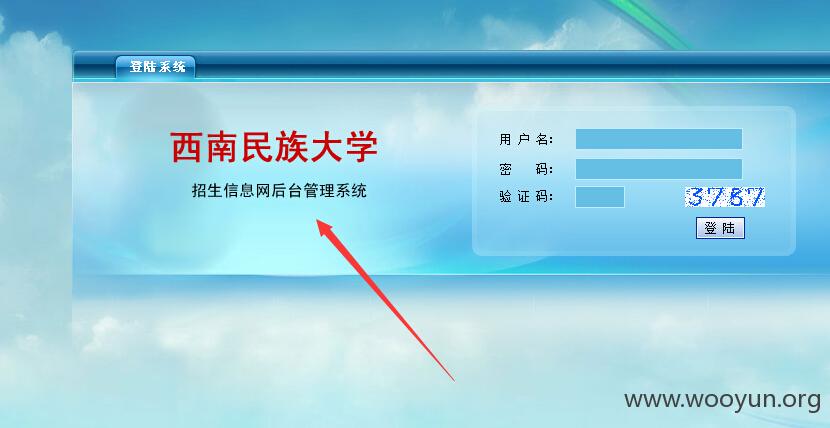 登陆系统
西南民族大学
招生信息网后台管理系统
用户名：
密 码：
验证码：
3787
登陆
www.wooyun.org